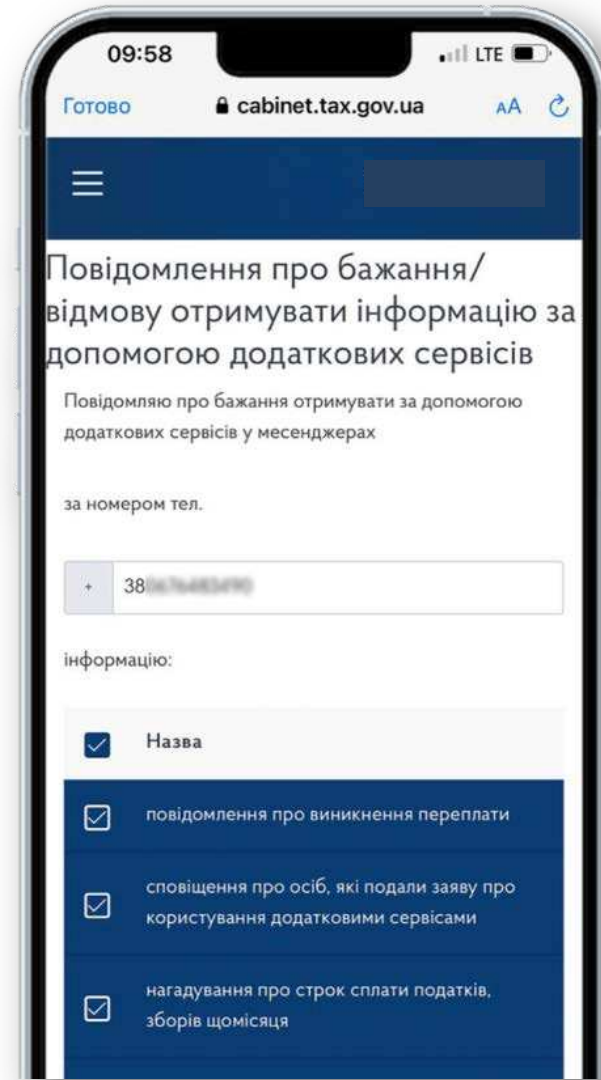 09:58
LTE
Готово
cabinet.tax.gov.ua
AA
Повідомлення про бажання/
відмову отримувати інформацію за
допомогою додаткових сервісів
Повідомляю про бажання отримувати за допомогою
додаткових сервісів у месенджерах
за номером тел.
+ 38
інформацію:
Назва
повідомлення про виникнення переплати
сповіщення про осіб, які подали заяву про
користування додатковими сервісами
нагадування про строк сплати податків,
зборів щомісяця